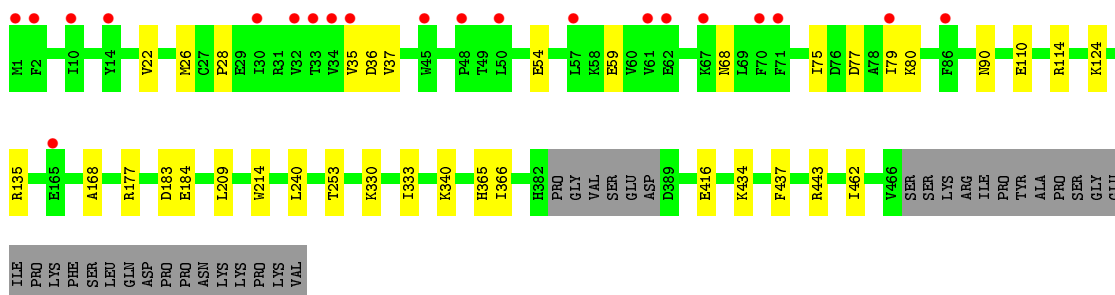 M1 F2 I10 Y14 V22 M26 C27 P28 E29 I30 R31 V32 T33 V34 V35 D36 V37 W45 P48 T49 L50 E54 L57 K58 E59 V60 V61 E62 K67 N68 L69 F70 F71 I75 D76 D77 A78 I79 K80 F86 N90 E110 R114 K124
R135 E165 A168 R177 D183 E184 L209 W214 L240 T253 K330 I333 K340 H365 I366 H382 PRO GLY VAL SER GLU ASP D389 E416 K434 F437 R443 I462 V466 SER SER LYS ARG ILE PRO TYR ALA PRO SER GLY GLU
ILE PRO LYS PHE SER LEU GLN ASP PRO PRO ASN LYS LYS PRO LYS VAL